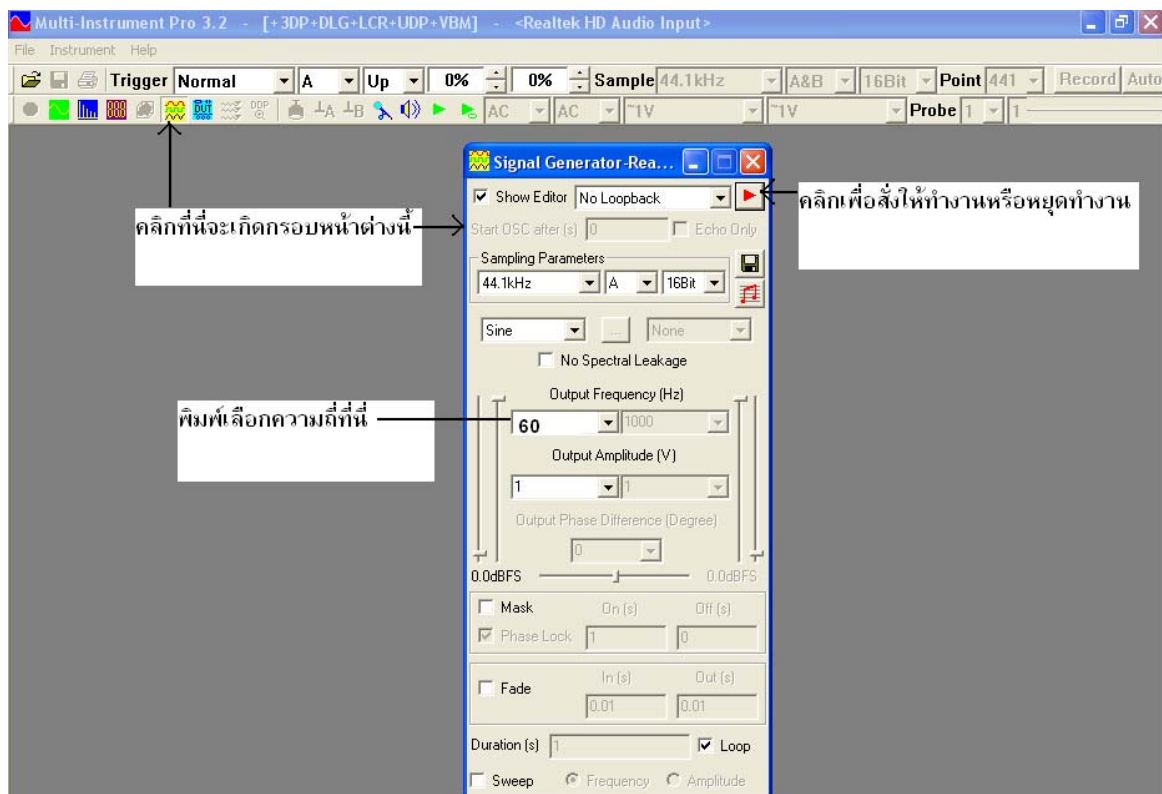 Multi-Instrument Pro 3.2 - [+3DP+DLG+LCR+UDP+VBM] - <Realtek HD Audio Input>
File Instrument Help
Trigger Normal A Up 0% 0% Sample 44.1kHz A&B 16Bit Point 441 Record Auto
AC AC ~1V ~1V Probe 1 1
Signal Generator-Rea...
Show Editor No Loopback
คลิกเพื่อสั่งให้ทำงานหรือหยุดทำงาน
คลิกที่นี่จะเกิดกรอบหน้าต่างนี้
Start OSC after (s) 0 Echo Only
Sampling Parameters
44.1kHz A 16Bit
Sine ... None
No Spectral Leakage
Output Frequency (Hz)
พิมพ์เลือกความถี่ที่นี่
60 1000
Output Amplitude (V)
1 1
Output Phase Difference (Degree)
0
0.0dBFS 0.0dBFS
Mask On (s) Off (s)
Phase Lock 1 0
Fade In (s) Out (s)
0.01 0.01
Duration (s) 1 Loop
Sweep Frequency Amplitude